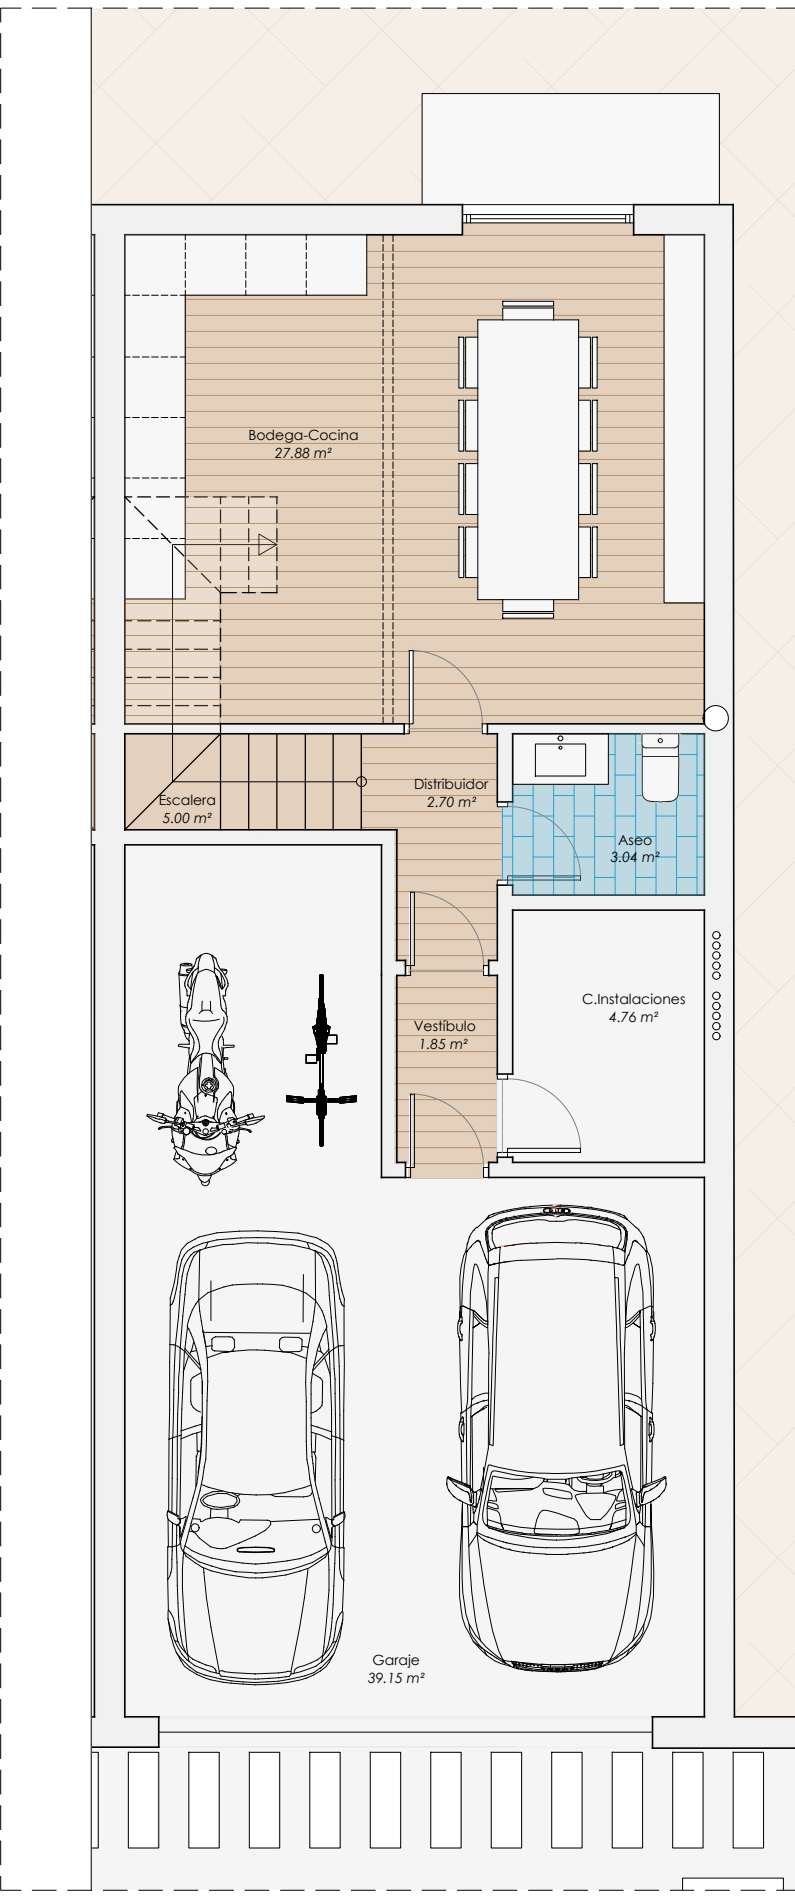 Bodega-Cocina
27.88 m²
Distribuidor
2.70 m²
Escalera
5.00 m²
Aseo
3.04 m²
C.Instalaciones
4.76 m²
Vestíbulo
1.85 m²
Garaje
39.15 m²